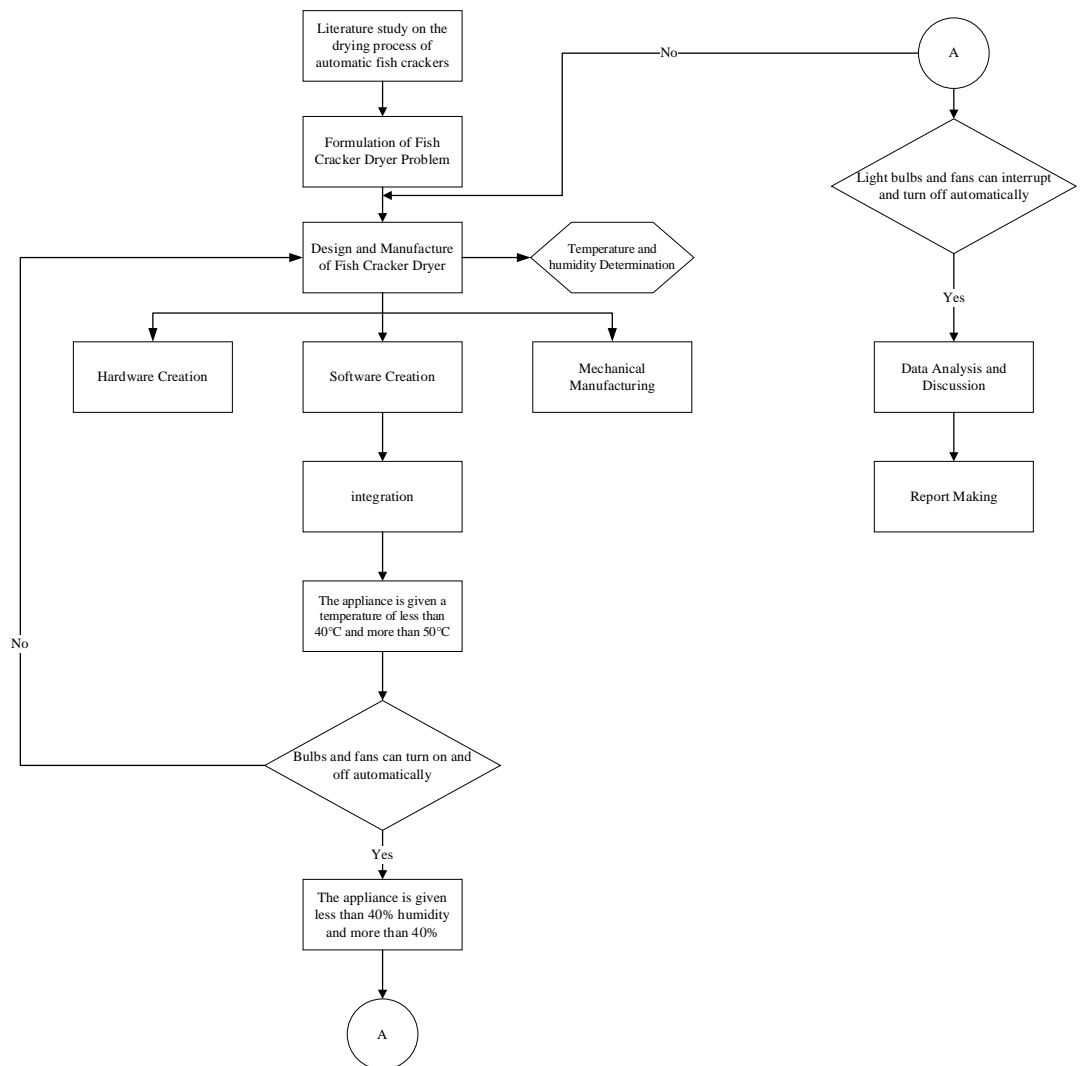 Literature study on the
drying process of
automatic fish crackers
Formulation of Fish
Cracker Dryer Problem
Design and Manufacture
of Fish Cracker Dryer
Temperature and
humidity Determination
Hardware Creation
Software Creation
Mechanical
Manufacturing
integration
The appliance is given a
temperature of less than
40°C and more than 50°C
No
Bulbs and fans can turn on and
off automatically
Yes
The appliance is given
less than 40% humidity
and more than 40%
A
A
No
Light bulbs and fans can interrupt
and turn off automatically
Yes
Data Analysis and
Discussion
Report Making